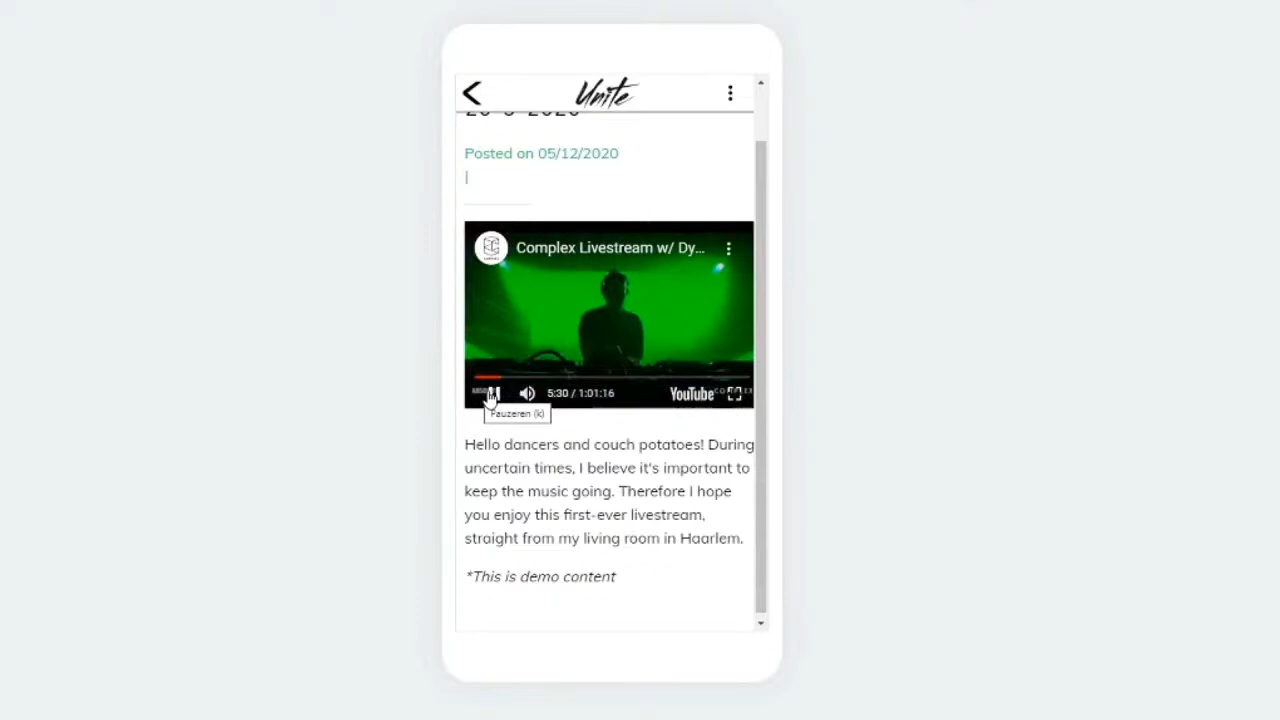 Unite
Posted on 05/12/2020
|
Complex Livestream w/ Dy...
5:30 / 1:01:16
YouTube
Pauzeren (k)
Hello dancers and couch potatoes! During
uncertain times, I believe it's important to
keep the music going. Therefore I hope
you enjoy this first-ever livestream,
straight from my living room in Haarlem.
*This is demo content